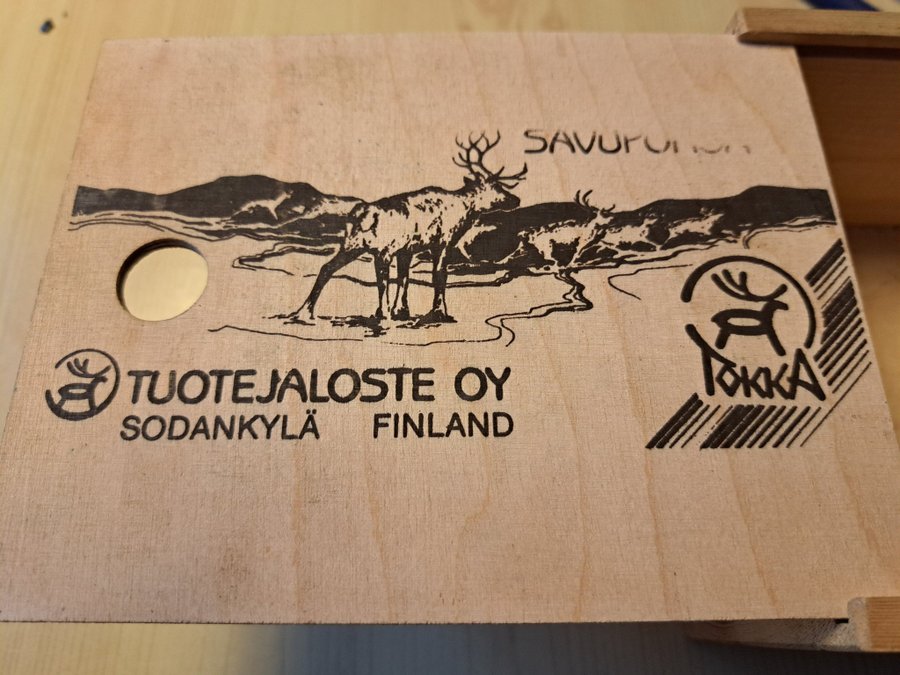 TUOTEJALOSTE OY
SODANKYLÄ FINLAND
POKKA